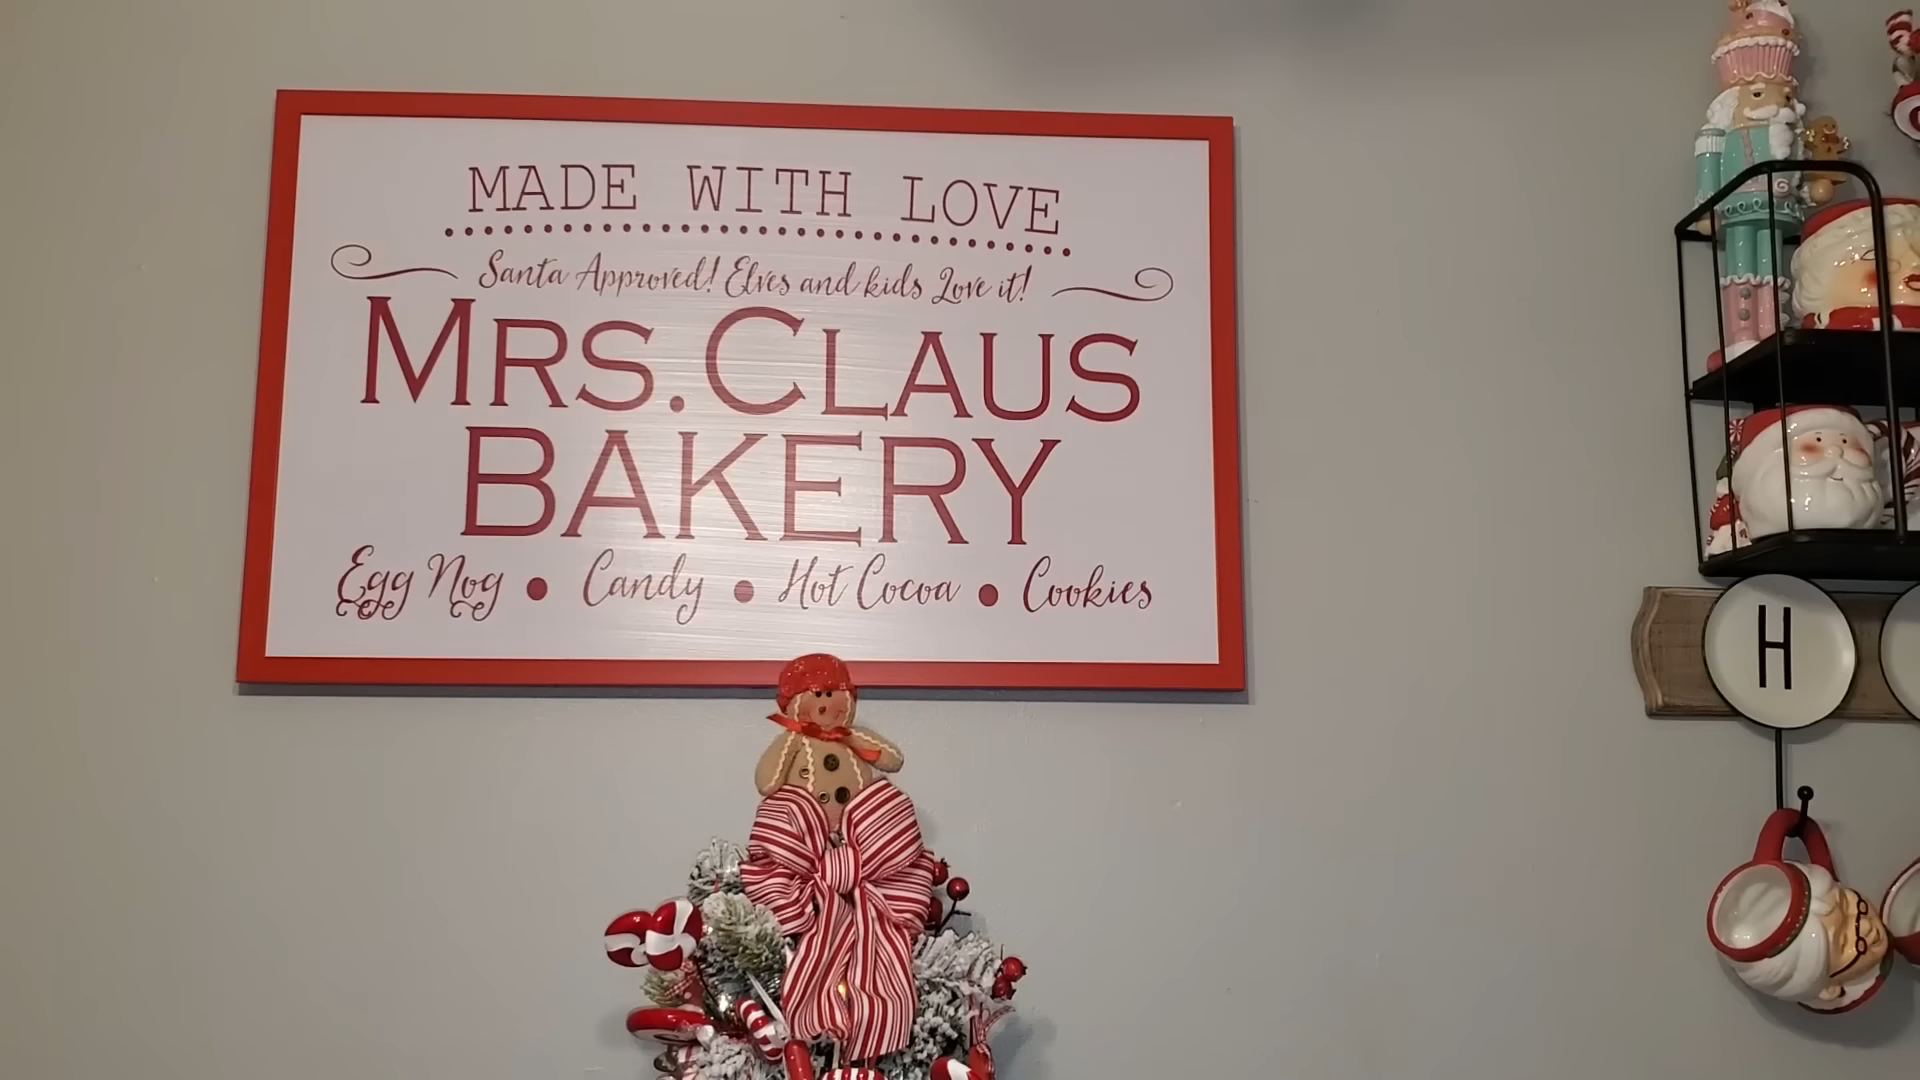 MADE WITH LOVE
Santa Approved! Elves and kids Love it!
MRS. CLAUS
BAKERY
Egg Nog • Candy • Hot Cocoa • Cookies
H